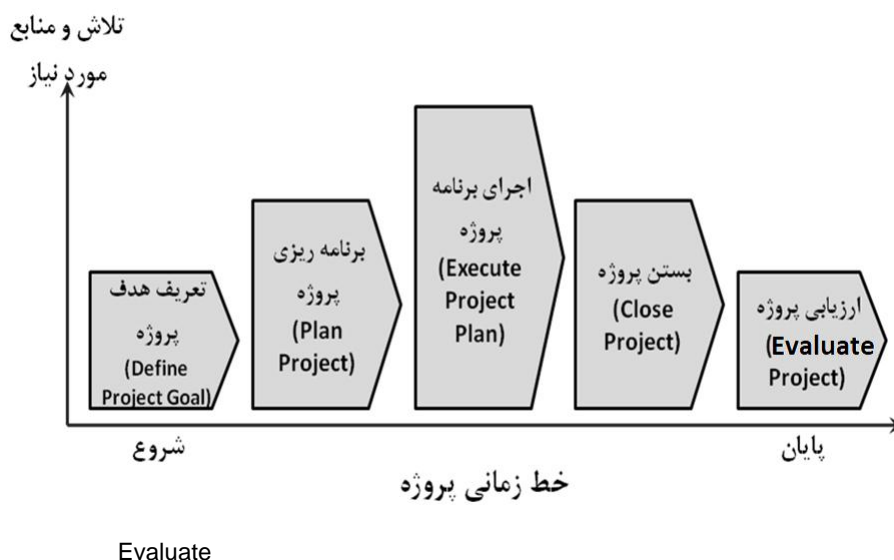 تلاش و منابع
مورد نیاز
تعریف هدف
پروژه
(Define
Project Goal)
برنامه ریزی
پروژه
(Plan
Project)
اجرای برنامه
پروژه
(Execute
Project
Plan)
بستن پروژه
(Close
Project)
ارزیابی پروژه
(Evaluate
Project)
شروع
پایان
خط زمانی پروژه
Evaluate